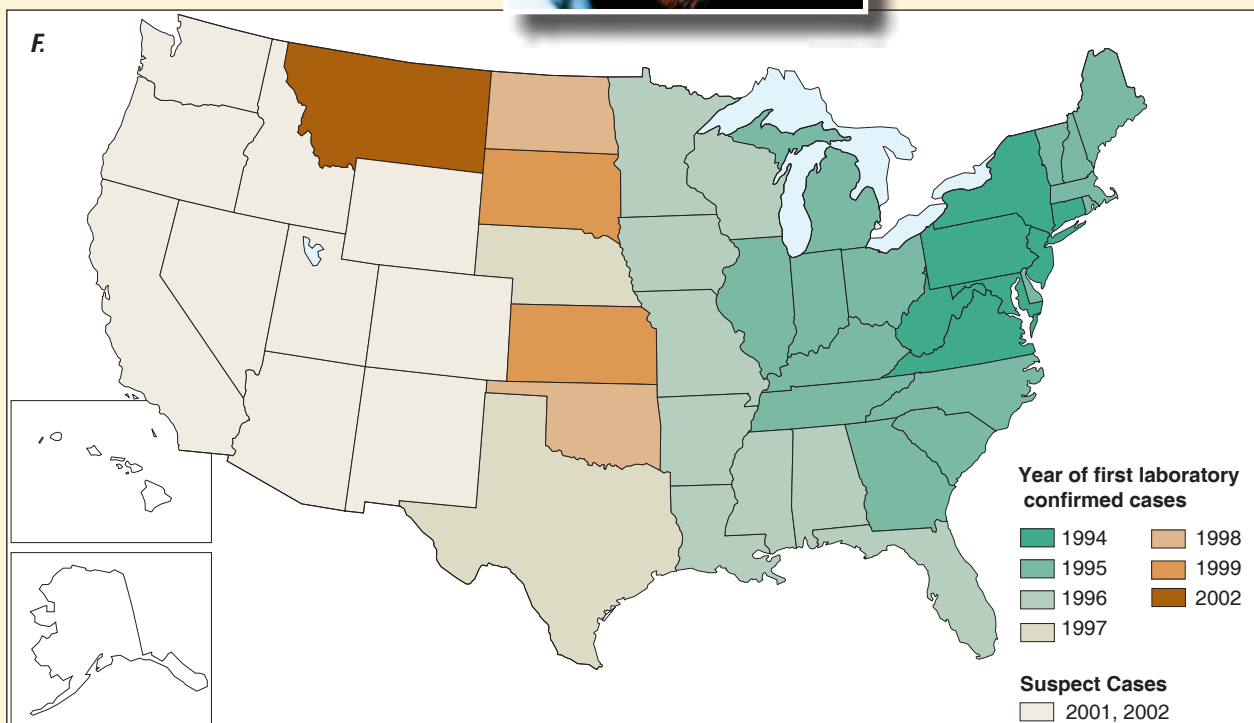 F.
Year of first laboratory
confirmed cases
1994
1995
1996
1997
1998
1999
2002
Suspect Cases
2001, 2002